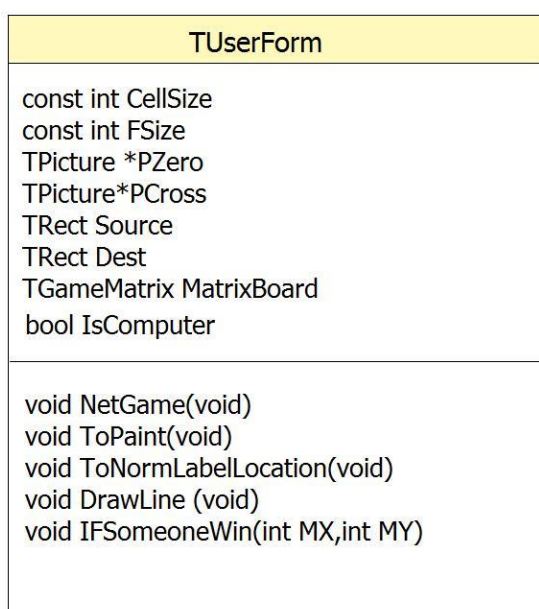 TUserForm
const int CellSize
const int FSize
TPicture *PZero
TPicture*PCross
TRect Source
TRect Dest
TGameMatrix MatrixBoard
bool IsComputer
void NetGame(void)
void ToPaint(void)
void ToNormLabelLocation(void)
void DrawLine (void)
void IFSomeoneWin(int MX,int MY)